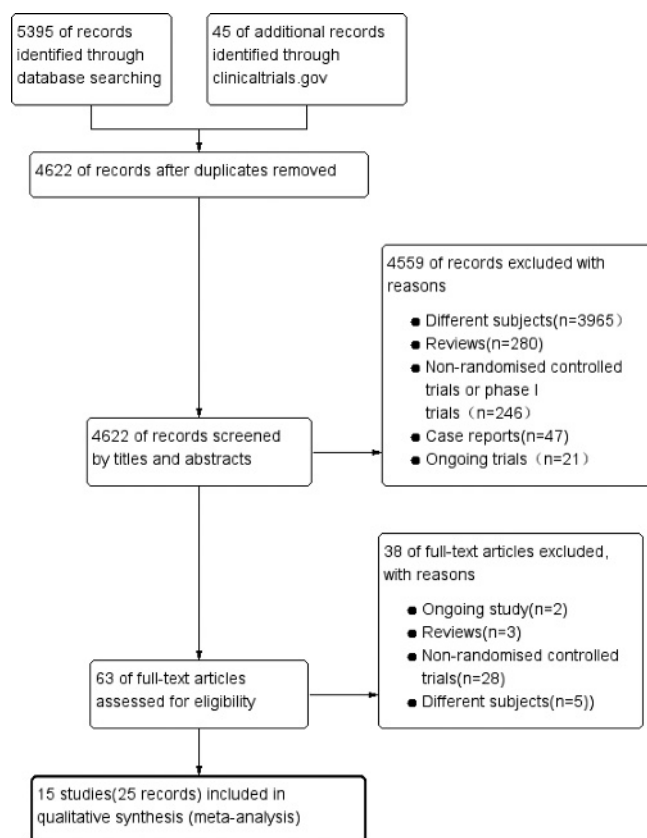 5395 of records
identified through
database searching
45 of additional records
identified through
clinicaltrials.gov
4622 of records after duplicates removed
4559 of records excluded with
reasons
● Different subjects(n=3965）
● Reviews(n=280)
● Non-randomised controlled
trials or phase I
trials（n=246)
● Case reports(n=47)
● Ongoing trials（n=21）
4622 of records screened
by titles and abstracts
38 of full-text articles excluded,
with reasons
● Ongoing study(n=2)
● Reviews(n=3)
● Non-randomised controlled
trials(n=28)
● Different subjects(n=5))
63 of full-text articles
assessed for eligibility
15 studies(25 records) included in
qualitative synthesis (meta-analysis)